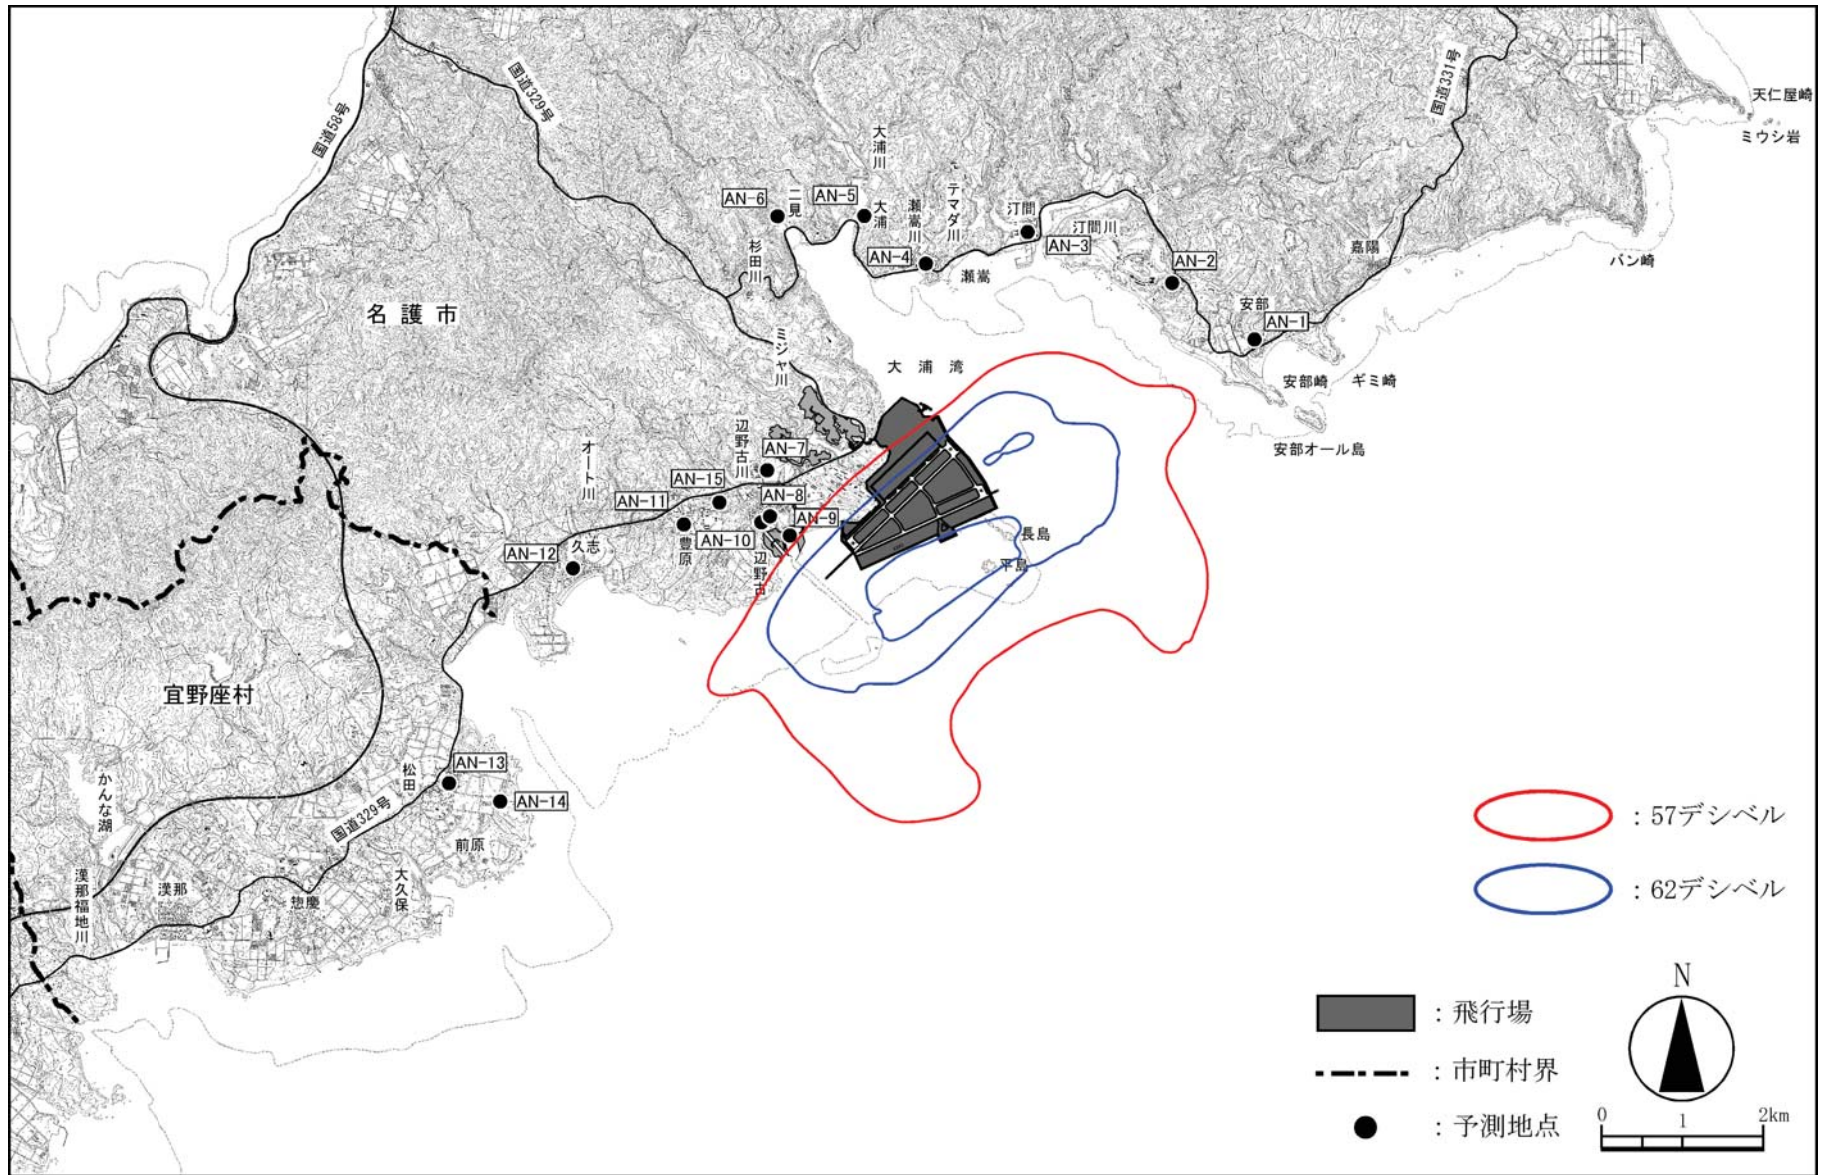 天仁屋崎
ミウシ岩
国道331号
国道329号
国道58号
大浦川
テマダ川
AN-6
二見
AN-5
大浦
瀬嵩川
汀間
汀間川
AN-3
嘉陽
バン崎
杉田川
AN-4
瀬嵩
AN-2
安部
AN-1
名護市
ミジャ川
大浦湾
安部崎
ギミ崎
安部オール島
オート川
辺野古川
AN-7
AN-15
AN-11
AN-8
AN-9
AN-10
豊原
辺野古
長島
平島
AN-12
久志
宜野座村
かんな湖
松田
AN-13
AN-14
国道329号
前原
漢那福地川
漢那
惣慶
大久保
：57デシベル
：62デシベル
：飛行場
：市町村界
：予測地点
N
0 1 2km